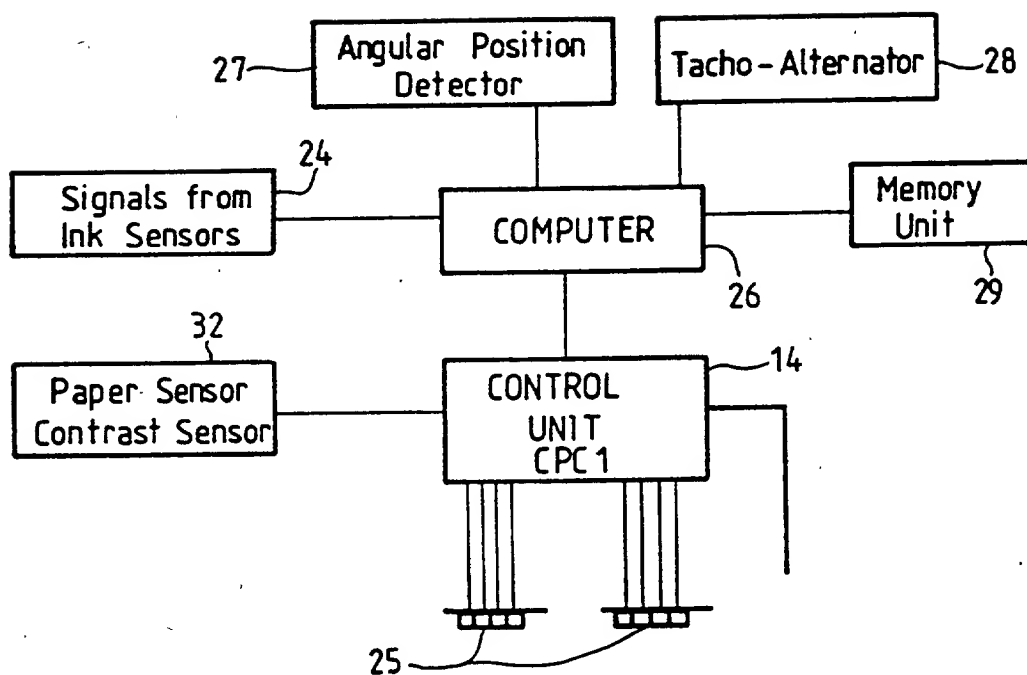 27
Angular Position
Detector
Tacho-Alternator
28
24
Signals from
Ink Sensors
COMPUTER
26
Memory
Unit
29
32
Paper Sensor
Contrast Sensor
CONTROL
UNIT
CPC1
14
25